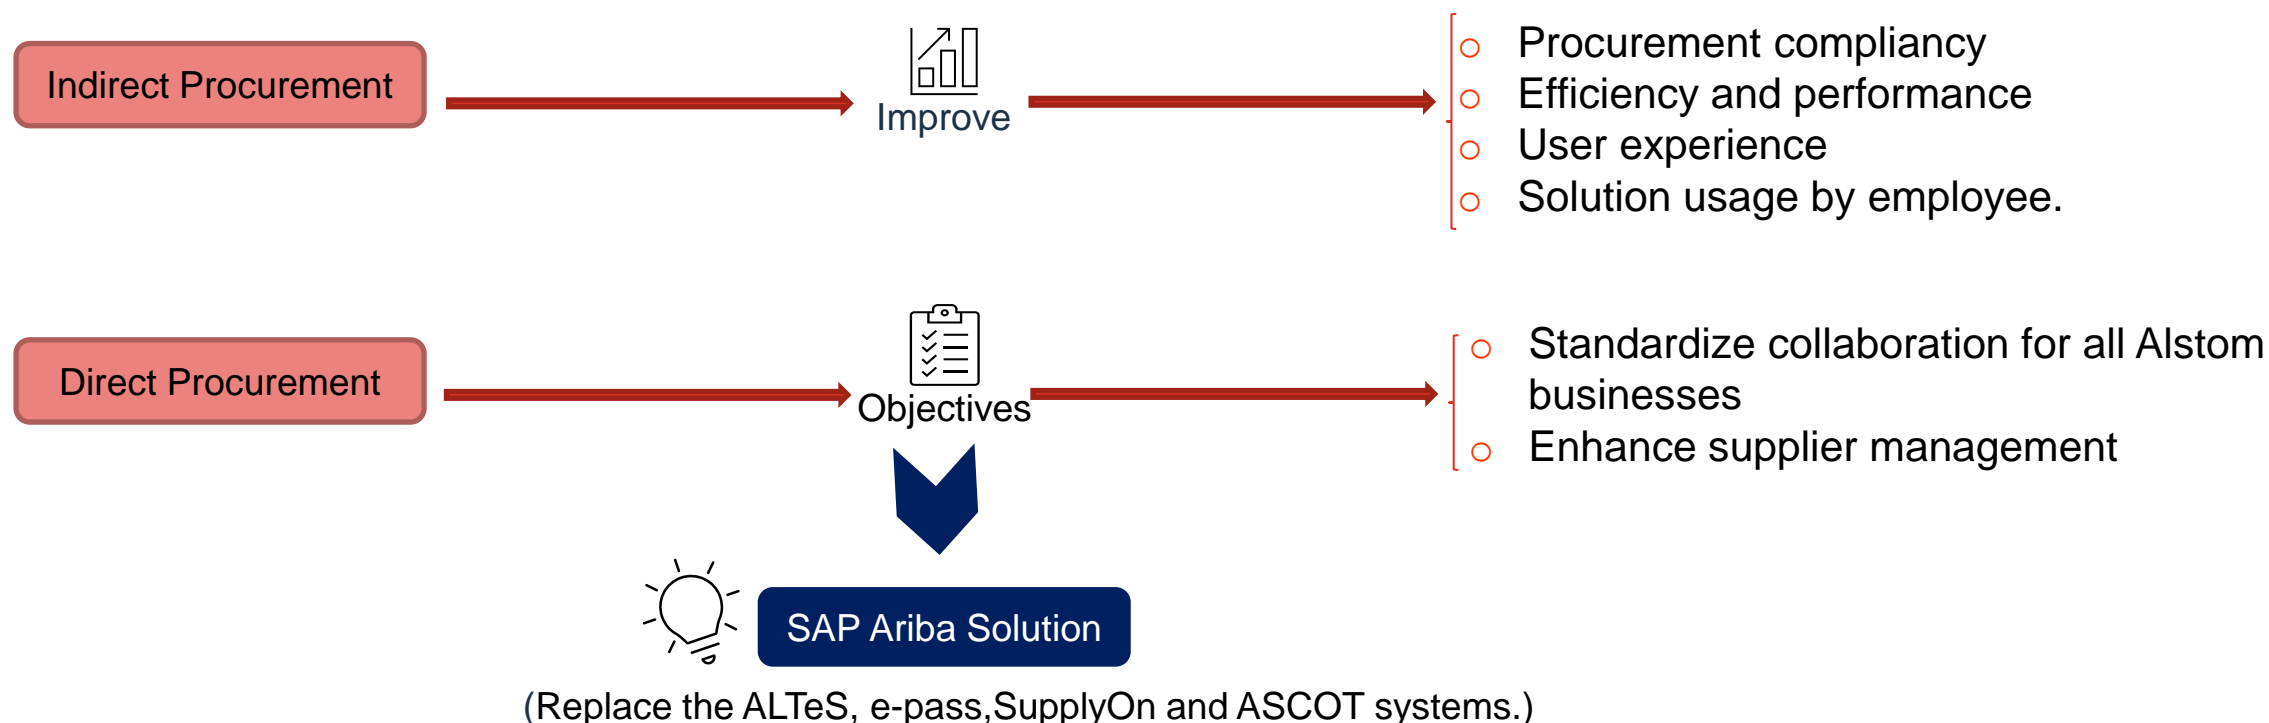 Indirect Procurement
Improve
Procurement compliancy
Efficiency and performance
User experience
Solution usage by employee.
Direct Procurement
Objectives
Standardize collaboration for all Alstom
businesses
Enhance supplier management
SAP Ariba Solution
(Replace the ALTeS, e-pass,SupplyOn and ASCOT systems.)